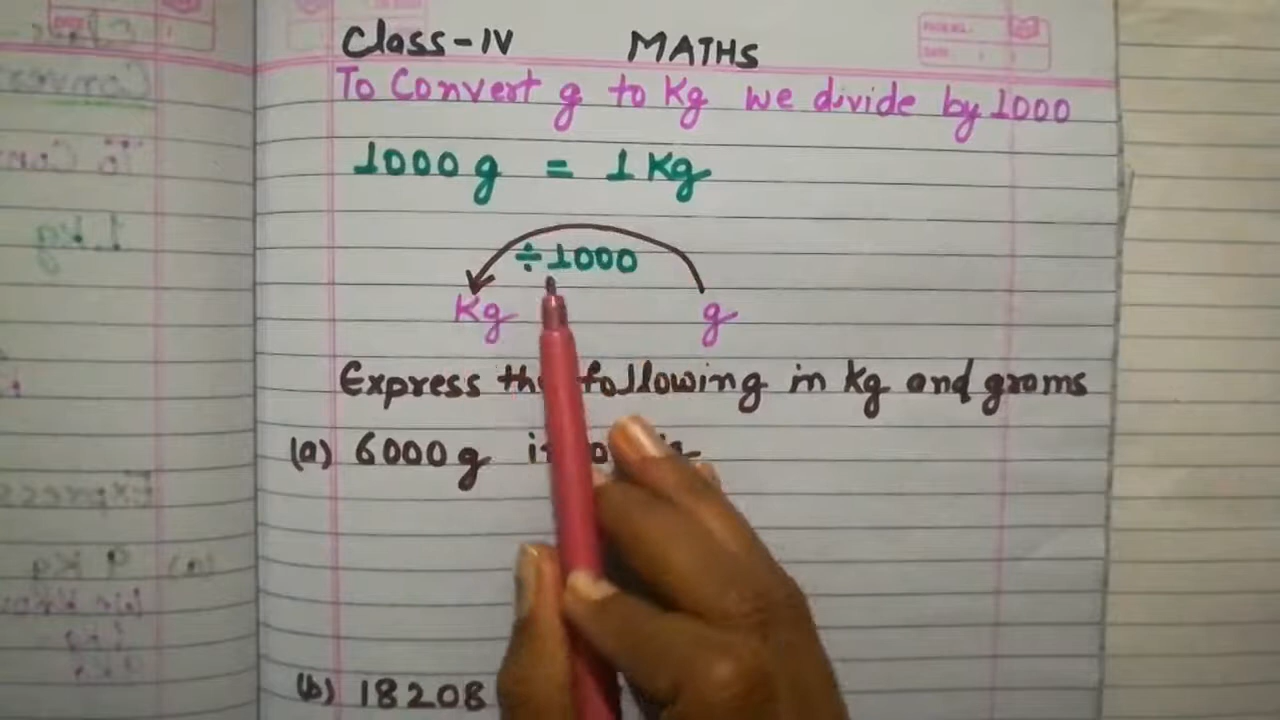 Class-IV MATHS
To Convert g to Kg we divide by 1000
1000 g = 1 Kg
÷1000
Kg g
Express the following in kg and grams
(a) 6000 g
(b) 18208